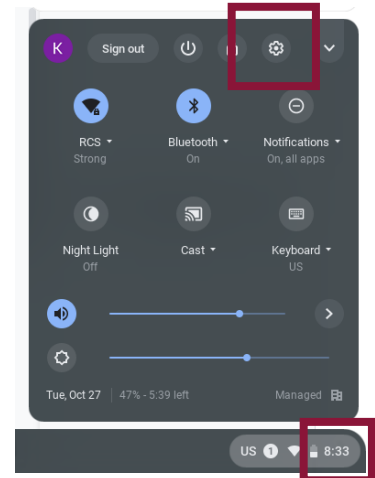 K Sign out
RCS Bluetooth Notifications
Strong On On, all apps
Night Light Cast Keyboard
Off US
Tue, Oct 27 47% - 5:39 left Managed
US 1 8:33